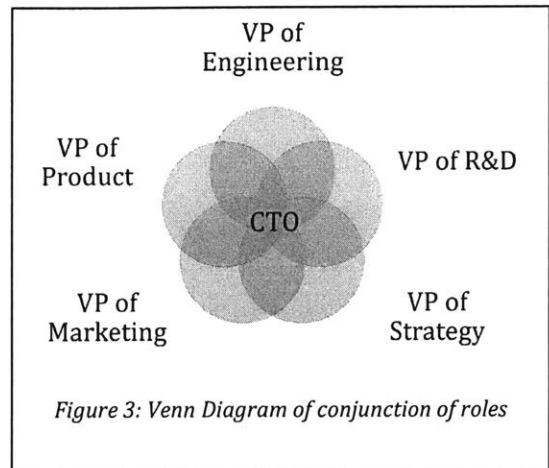 VP of
Engineering
VP of
Product
VP of R&D
CTO
VP of
Marketing
VP of
Strategy
Figure 3: Venn Diagram of conjunction of roles